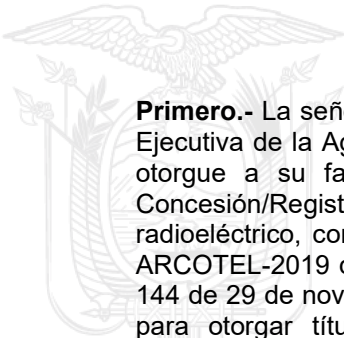 Primero.- La seño
Ejecutiva de la Ag
otorgue a su fa
Concesión/Regist
radioeléctrico, con
ARCOTEL-2019 d
144 de 29 de nov
para otorgar títu